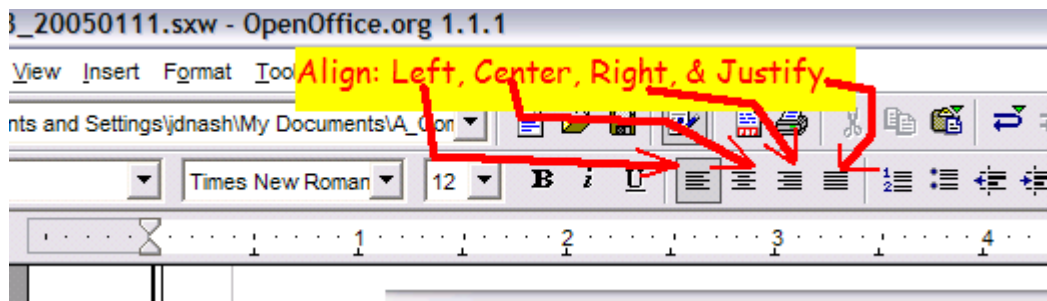 3_20050111.sxw - OpenOffice.org 1.1.1
View Insert Format
Align: Left, Center, Right, & Justify
nts and Settings\jdnash\My Documents\A_
Times New Roman 12 B i U
1 2 3 4